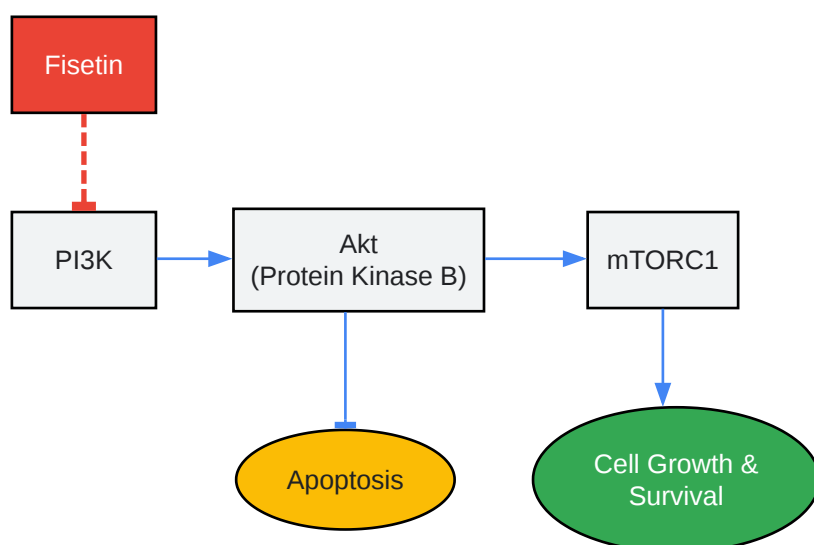 Fisetin
PI3K
Akt
(Protein Kinase B)
mTORC1
Apoptosis
Cell Growth &
Survival